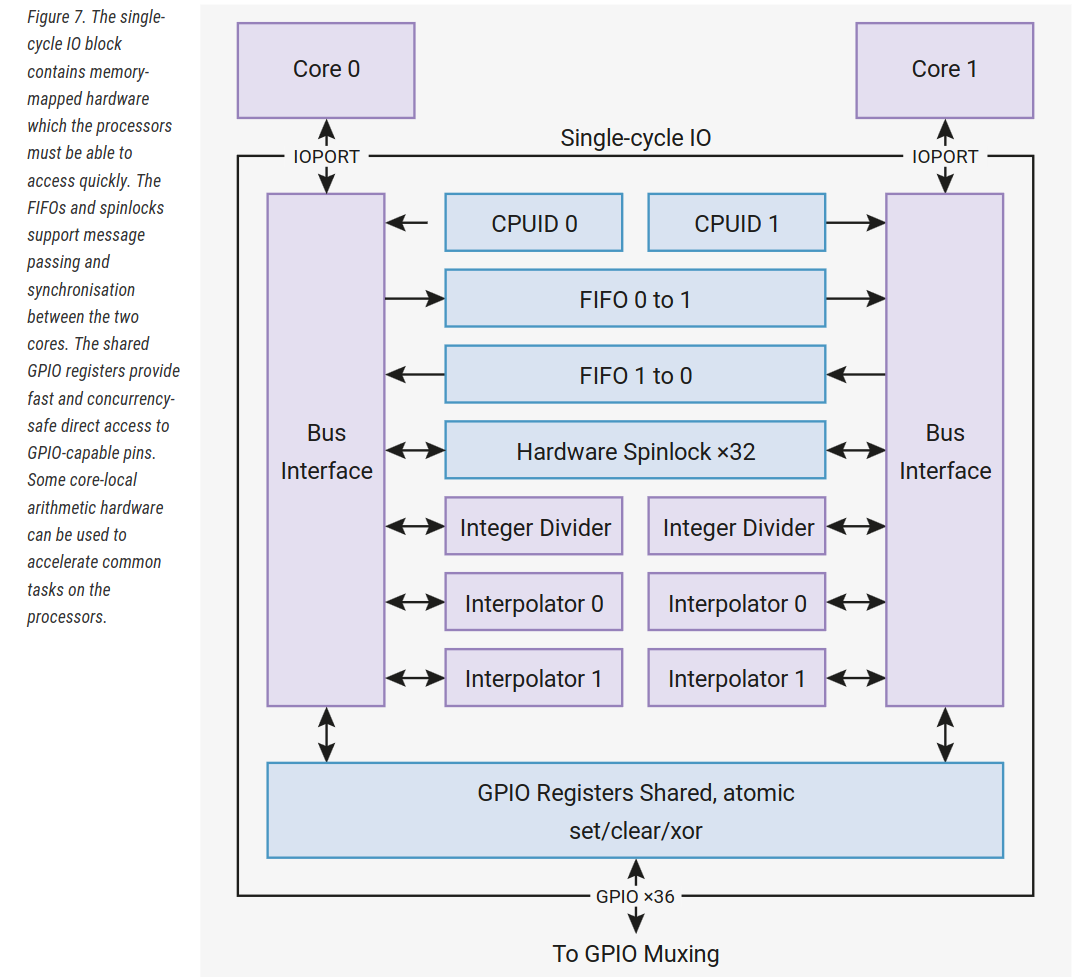 Figure 7. The single-
cycle IO block
contains memory-
mapped hardware
which the processors
must be able to
access quickly. The
FIFOs and spinlocks
support message
passing and
synchronisation
between the two
cores. The shared
GPIO registers provide
fast and concurrency-
safe direct access to
GPIO-capable pins.
Some core-local
arithmetic hardware
can be used to
accelerate common
tasks on the
processors.
Core 0
Core 1
Single-cycle IO
IOPORT
IOPORT
Bus
Interface
CPUID 0
CPUID 1
FIFO 0 to 1
FIFO 1 to 0
Hardware Spinlock ×32
Integer Divider
Integer Divider
Interpolator 0
Interpolator 0
Interpolator 1
Interpolator 1
Bus
Interface
GPIO Registers Shared, atomic
set/clear/xor
GPIO ×36
To GPIO Muxing